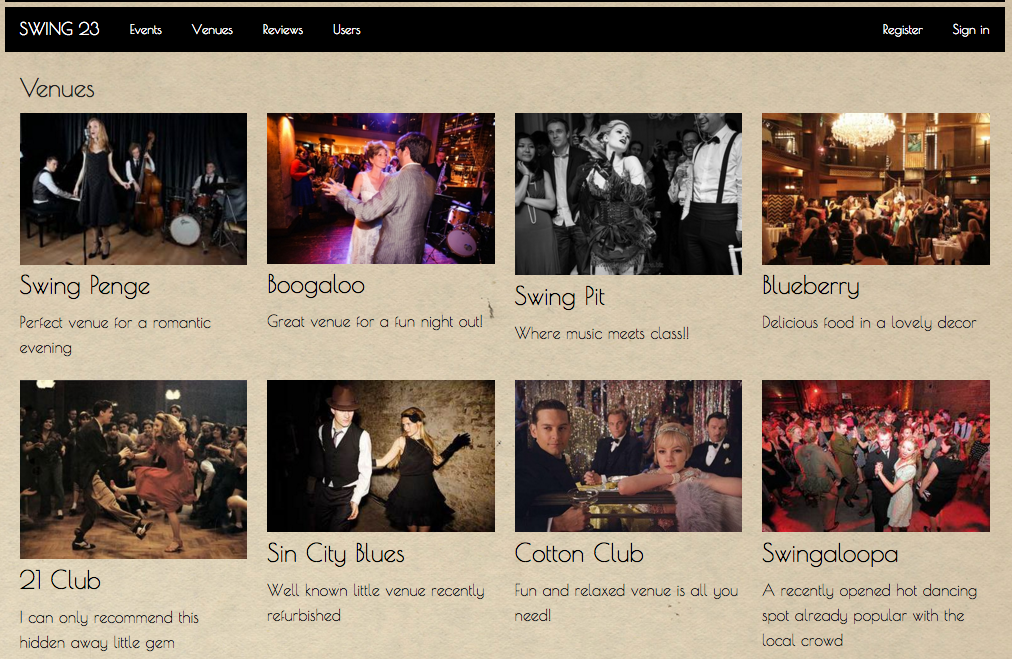 SWING 23 Events Venues Reviews Users Register Sign in
Venues
Swing Penge
Perfect venue for a romantic
evening
Boogaloo
Great venue for a fun night out!
Swing Pit
Where music meets class!!
Blueberry
Delicious food in a lovely decor
21 Club
I can only recommend this
hidden away little gem
Sin City Blues
Well known little venue recently
refurbished
Cotton Club
Fun and relaxed venue is all you
need!
Swingaloopa
A recently opened hot dancing
spot already popular with the
local crowd